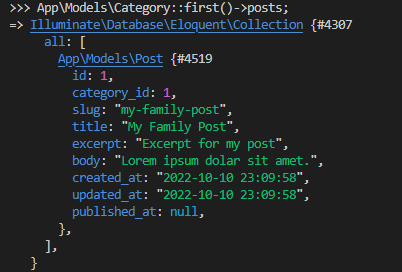 >>> App\Models\Category::first()->posts;
=> Illuminate\Database\Eloquent\Collection {#4307
all: [
App\Models\Post {#4519
id: 1,
category_id: 1,
slug: "my-family-post",
title: "My Family Post",
excerpt: "Excerpt for my post",
body: "Lorem ipsum dolar sit amet.",
created_at: "2022-10-10 23:09:58",
updated_at: "2022-10-10 23:09:58",
published_at: null,
},
],
}